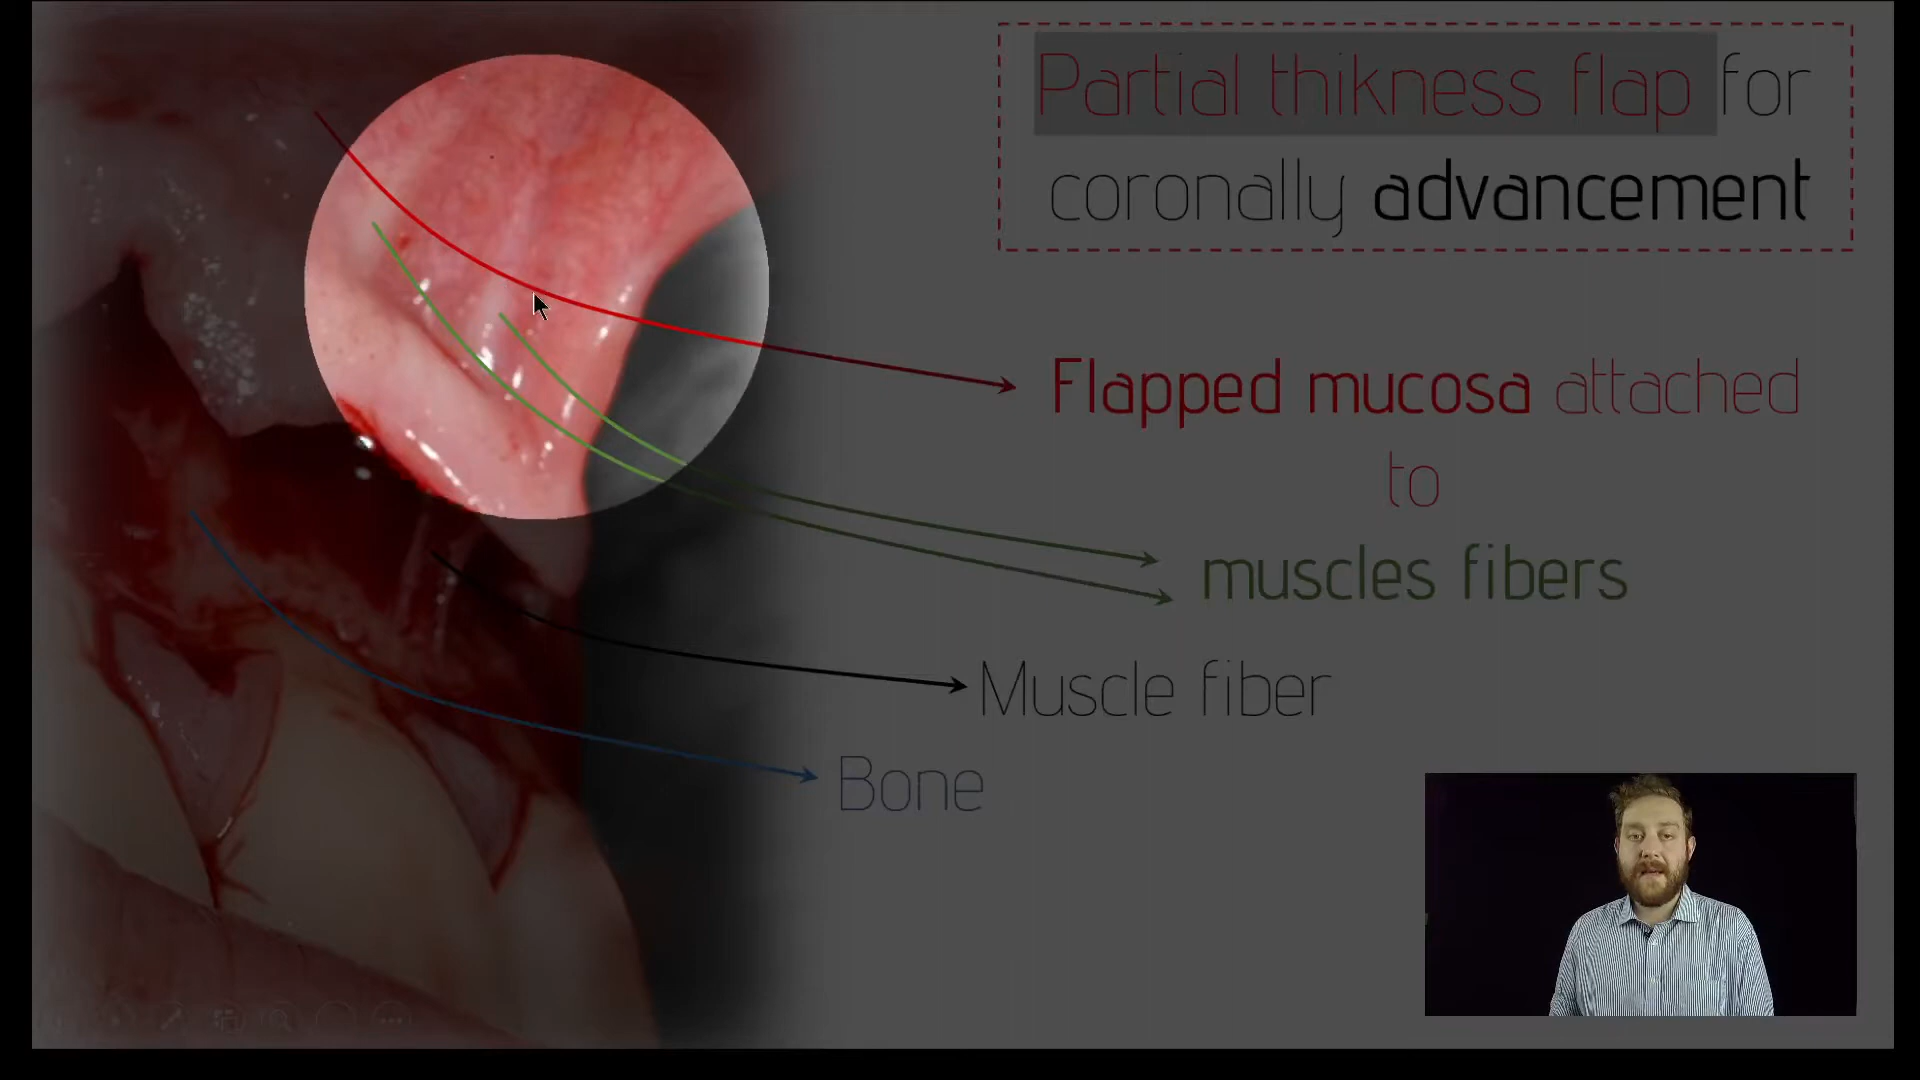 Partial thikness flap for
coronally advancement
Flapped mucosa attached
to
muscles fibers
Muscle fiber
Bone